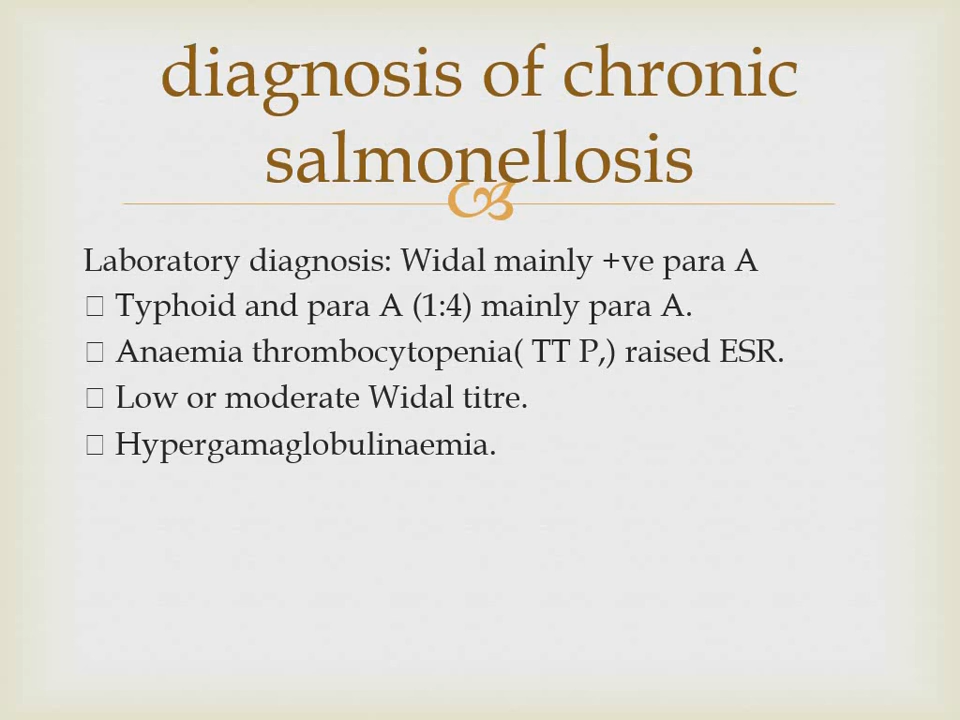 diagnosis of chronic
salmonellosis
Laboratory diagnosis: Widal mainly +ve para A
□ Typhoid and para A (1:4) mainly para A.
□ Anaemia thrombocytopenia( TT P,) raised ESR.
□ Low or moderate Widal titre.
□ Hypergamaglobulinaemia.